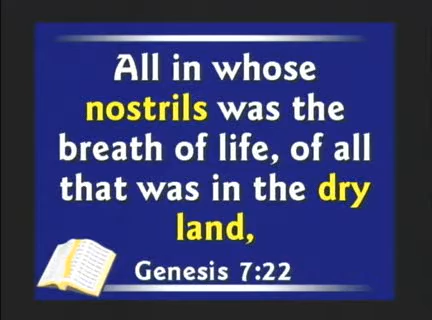 All in whose
nostrils was the
breath of life, of all
that was in the dry
land,
Genesis 7:22